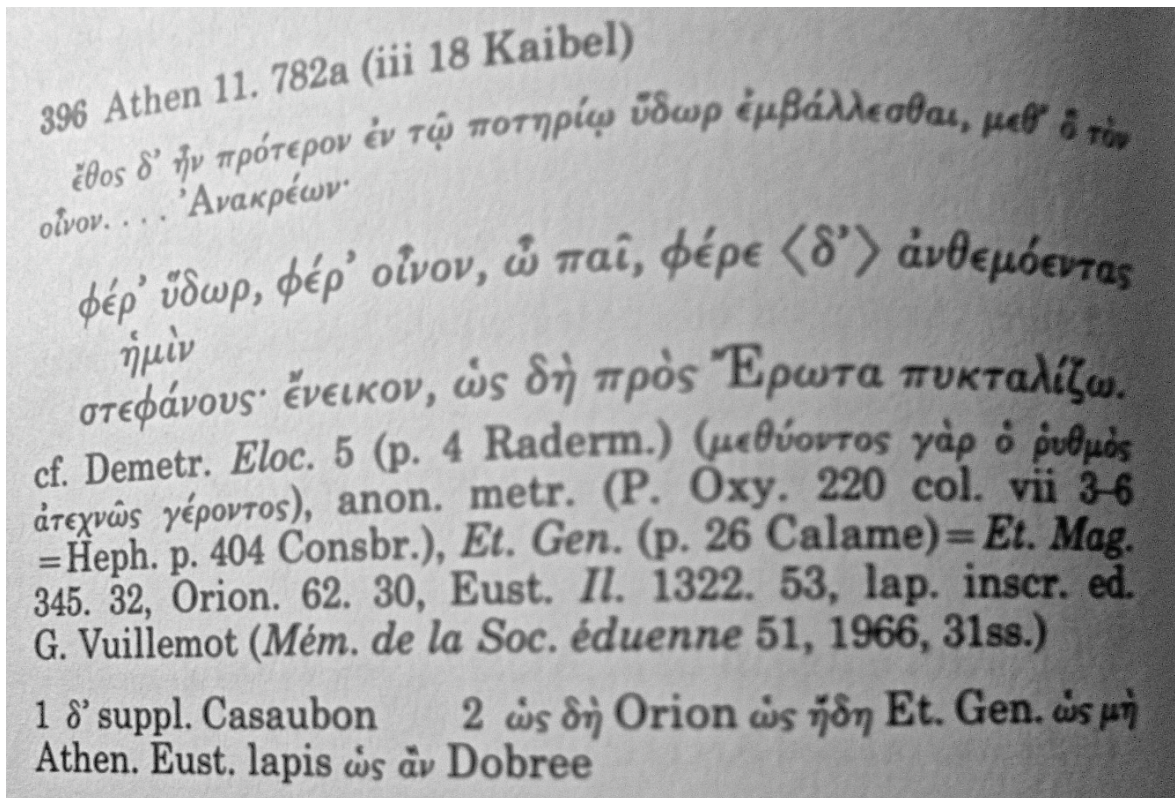 396 Athen 11. 782a (iii 18 Kaibel)
ἔθος δ’ ἦν πρότερον ἐν τῷ ποτηρίῳ ὕδωρ ἐμβάλλεσθαι, μεθ’ ὃ τὸν
οἶνον. . . . Ἀνακρέων·
φέρ’ ὕδωρ, φέρ’ οἶνον, ὦ παῖ, φέρε ⟨δ’⟩ ἀνθεμόεντας
ἡμὶν
στεφάνους· ἔνεικον, ὡς δὴ πρὸς Ἔρωτα πυκταλίζω.
cf. Demetr. Eloc. 5 (p. 4 Raderm.) (μεθύοντος γὰρ ὁ ῥυθμὸς
ἀτεχνῶς γέροντος), anon. metr. (P. Oxy. 220 col. vii 3–6
=Heph. p. 404 Consbr.), Et. Gen. (p. 26 Calame)=Et. Mag.
345. 32, Orion. 62. 30, Eust. Il. 1322. 53, lap. inscr. ed.
G. Vuillemot (Mém. de la Soc. éduenne 51, 1966, 31ss.)
1 δ’ suppl. Casaubon 2 ὡς δὴ Orion ὡς ἤδη Et. Gen. ὡς μὴ
Athen. Eust. lapis ὡς ἂν Dobree